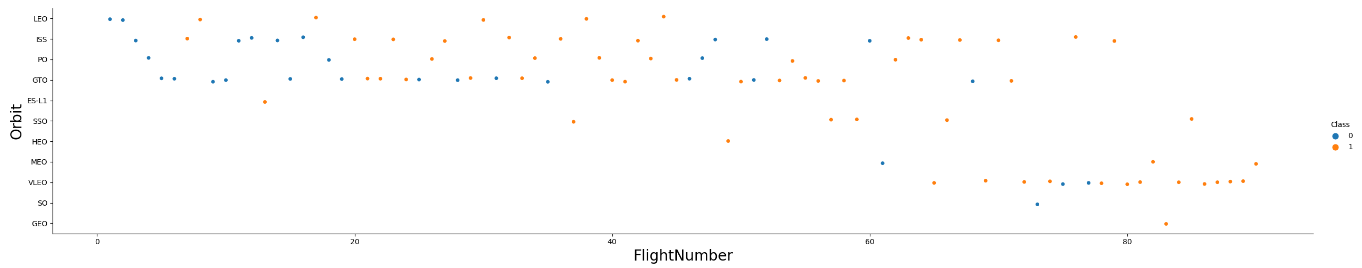 LEO
ISS
PO
GTO
ES-L1
SSO
HEO
MEO
VLEO
SO
GEO
Orbit
0 20 40 60 80
FlightNumber
Class
0
1